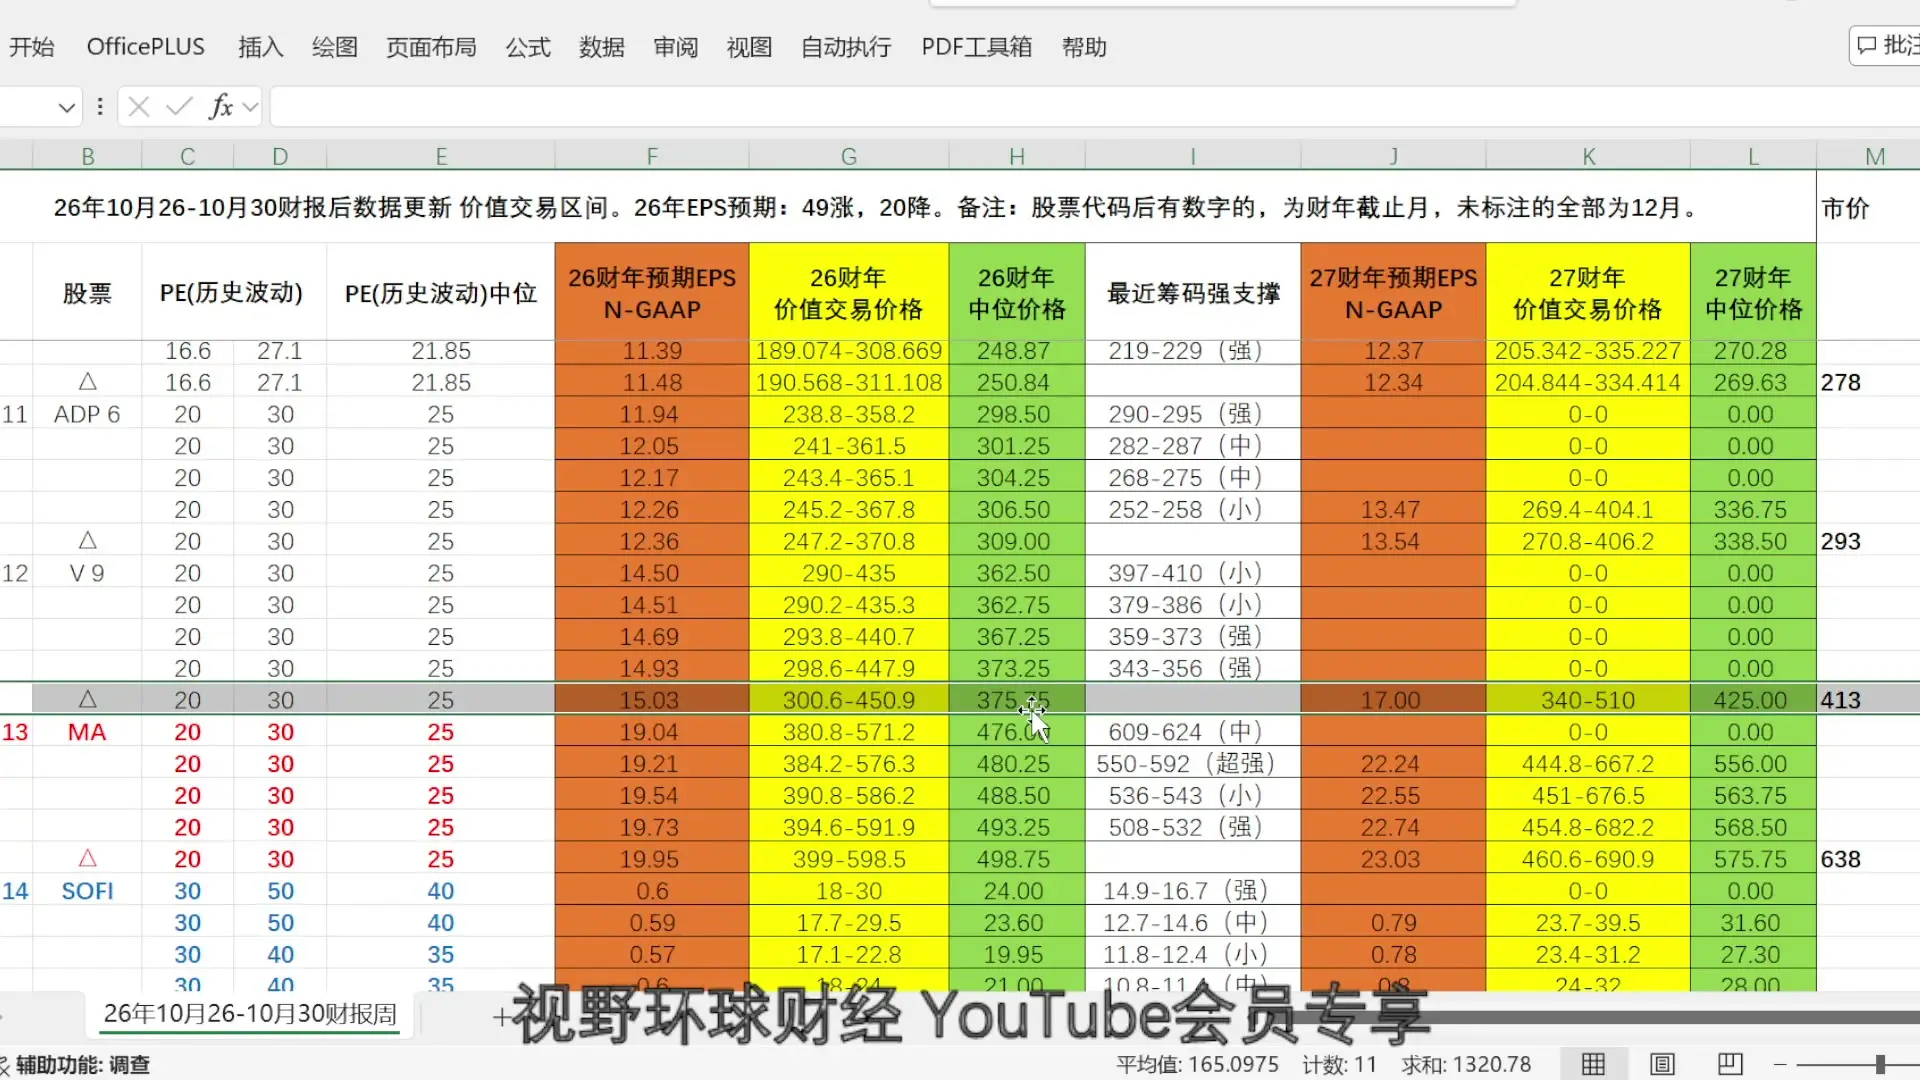 开始 OfficePLUS 插入 绘图 页面布局 公式 数据 审阅 视图 自动执行 PDF工具箱 帮助 批注
fx
B C D E F G H I J K L M
26年10月26-10月30财报后数据更新 价值交易区间。26年EPS预期：49涨，20降。备注：股票代码后有数字的，为财年截止月，未标注的全部为12月。 市价
股票 PE(历史波动) PE(历史波动)中位 26财年预期EPS N-GAAP 26财年 价值交易价格 26财年 中位价格 最近筹码强支撑 27财年预期EPS N-GAAP 27财年 价值交易价格 27财年 中位价格
16.6 27.1 21.85 11.39 189.074-308.669 248.87 219-229（强） 12.37 205.342-335.227 270.28
△ 16.6 27.1 21.85 11.48 190.568-311.108 250.84 12.34 204.844-334.414 269.63 278
11 ADP 6 20 30 25 11.94 238.8-358.2 298.50 290-295（强） 0-0 0.00
20 30 25 12.05 241-361.5 301.25 282-287（中） 0-0 0.00
20 30 25 12.17 243.4-365.1 304.25 268-275（中） 0-0 0.00
20 30 25 12.26 245.2-367.8 306.50 252-258（小） 13.47 269.4-404.1 336.75
△ 20 30 25 12.36 247.2-370.8 309.00 13.54 270.8-406.2 338.50 293
12 V 9 20 30 25 14.50 290-435 362.50 397-410（小） 0-0 0.00
20 30 25 14.51 290.2-435.3 362.75 379-386（小） 0-0 0.00
20 30 25 14.69 293.8-440.7 367.25 359-373（强） 0-0 0.00
20 30 25 14.93 298.6-447.9 373.25 343-356（强） 0-0 0.00
△ 20 30 25 15.03 300.6-450.9 375.75 17.00 340-510 425.00 413
13 MA 20 30 25 19.04 380.8-571.2 476.00 609-624（中） 0-0 0.00
20 30 25 19.21 384.2-576.3 480.25 550-592（超强） 22.24 444.8-667.2 556.00
20 30 25 19.54 390.8-586.2 488.50 536-543（小） 22.55 451-676.5 563.75
20 30 25 19.73 394.6-591.9 493.25 508-532（强） 22.74 454.8-682.2 568.50
△ 20 30 25 19.95 399-598.5 498.75 23.03 460.6-690.9 575.75 638
14 SOFI 30 50 40 0.6 18-30 24.00 14.9-16.7（强） 0-0 0.00
30 50 40 0.59 17.7-29.5 23.60 12.7-14.6（中） 0.79 23.7-39.5 31.60
30 40 35 0.57 17.1-22.8 19.95 11.8-12.4（小） 0.78 23.4-31.2 27.30
30 40 35 0.6 18-24 21.00 （中） 0.8 24-32 28.00
26年10月26-10月30财报周
视野环球财经 YouTube会员专享
辅助功能: 调查 平均值: 165.0975 计数: 11 求和: 1320.78